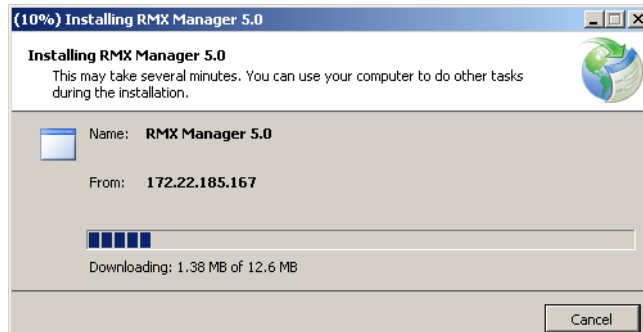 (10%) Installing RMX Manager 5.0
Installing RMX Manager 5.0
This may take several minutes. You can use your computer to do other tasks
during the installation.
Name: RMX Manager 5.0
From: 172.22.185.167
Downloading: 1.38 MB of 12.6 MB
Cancel